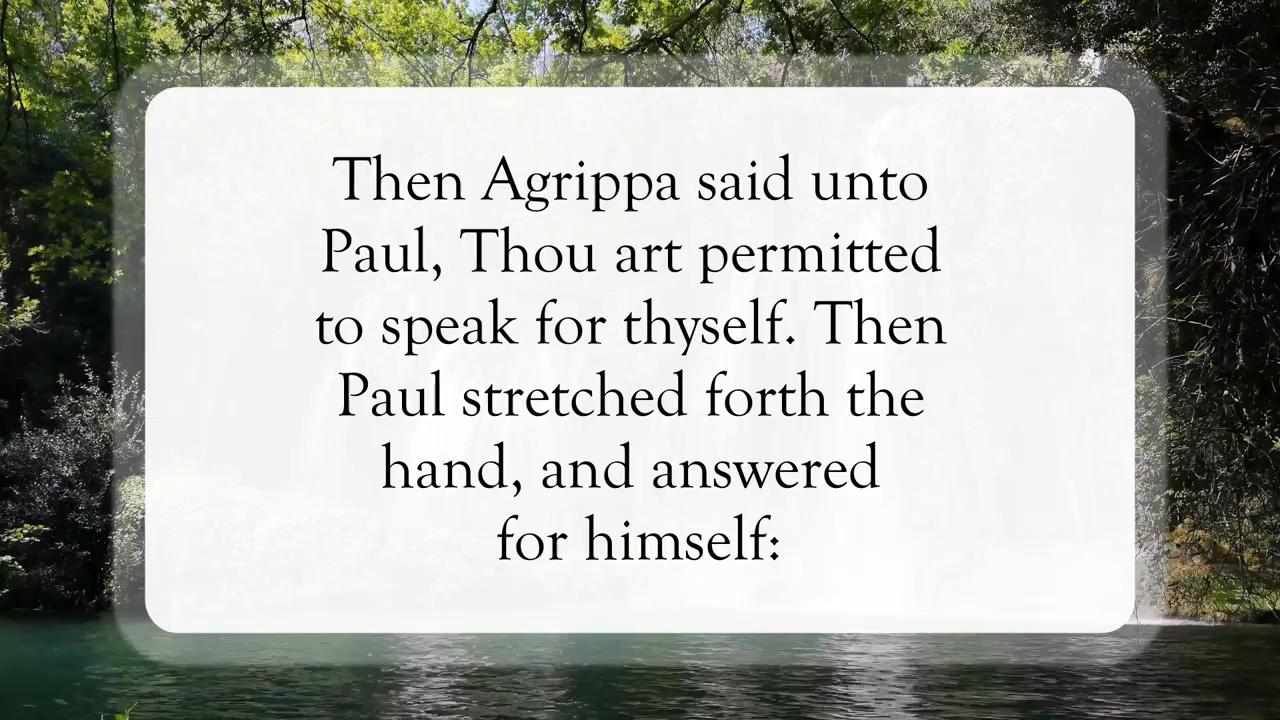 Then Agrippa said unto
Paul, Thou art permitted
to speak for thyself. Then
Paul stretched forth the
hand, and answered
for himself: